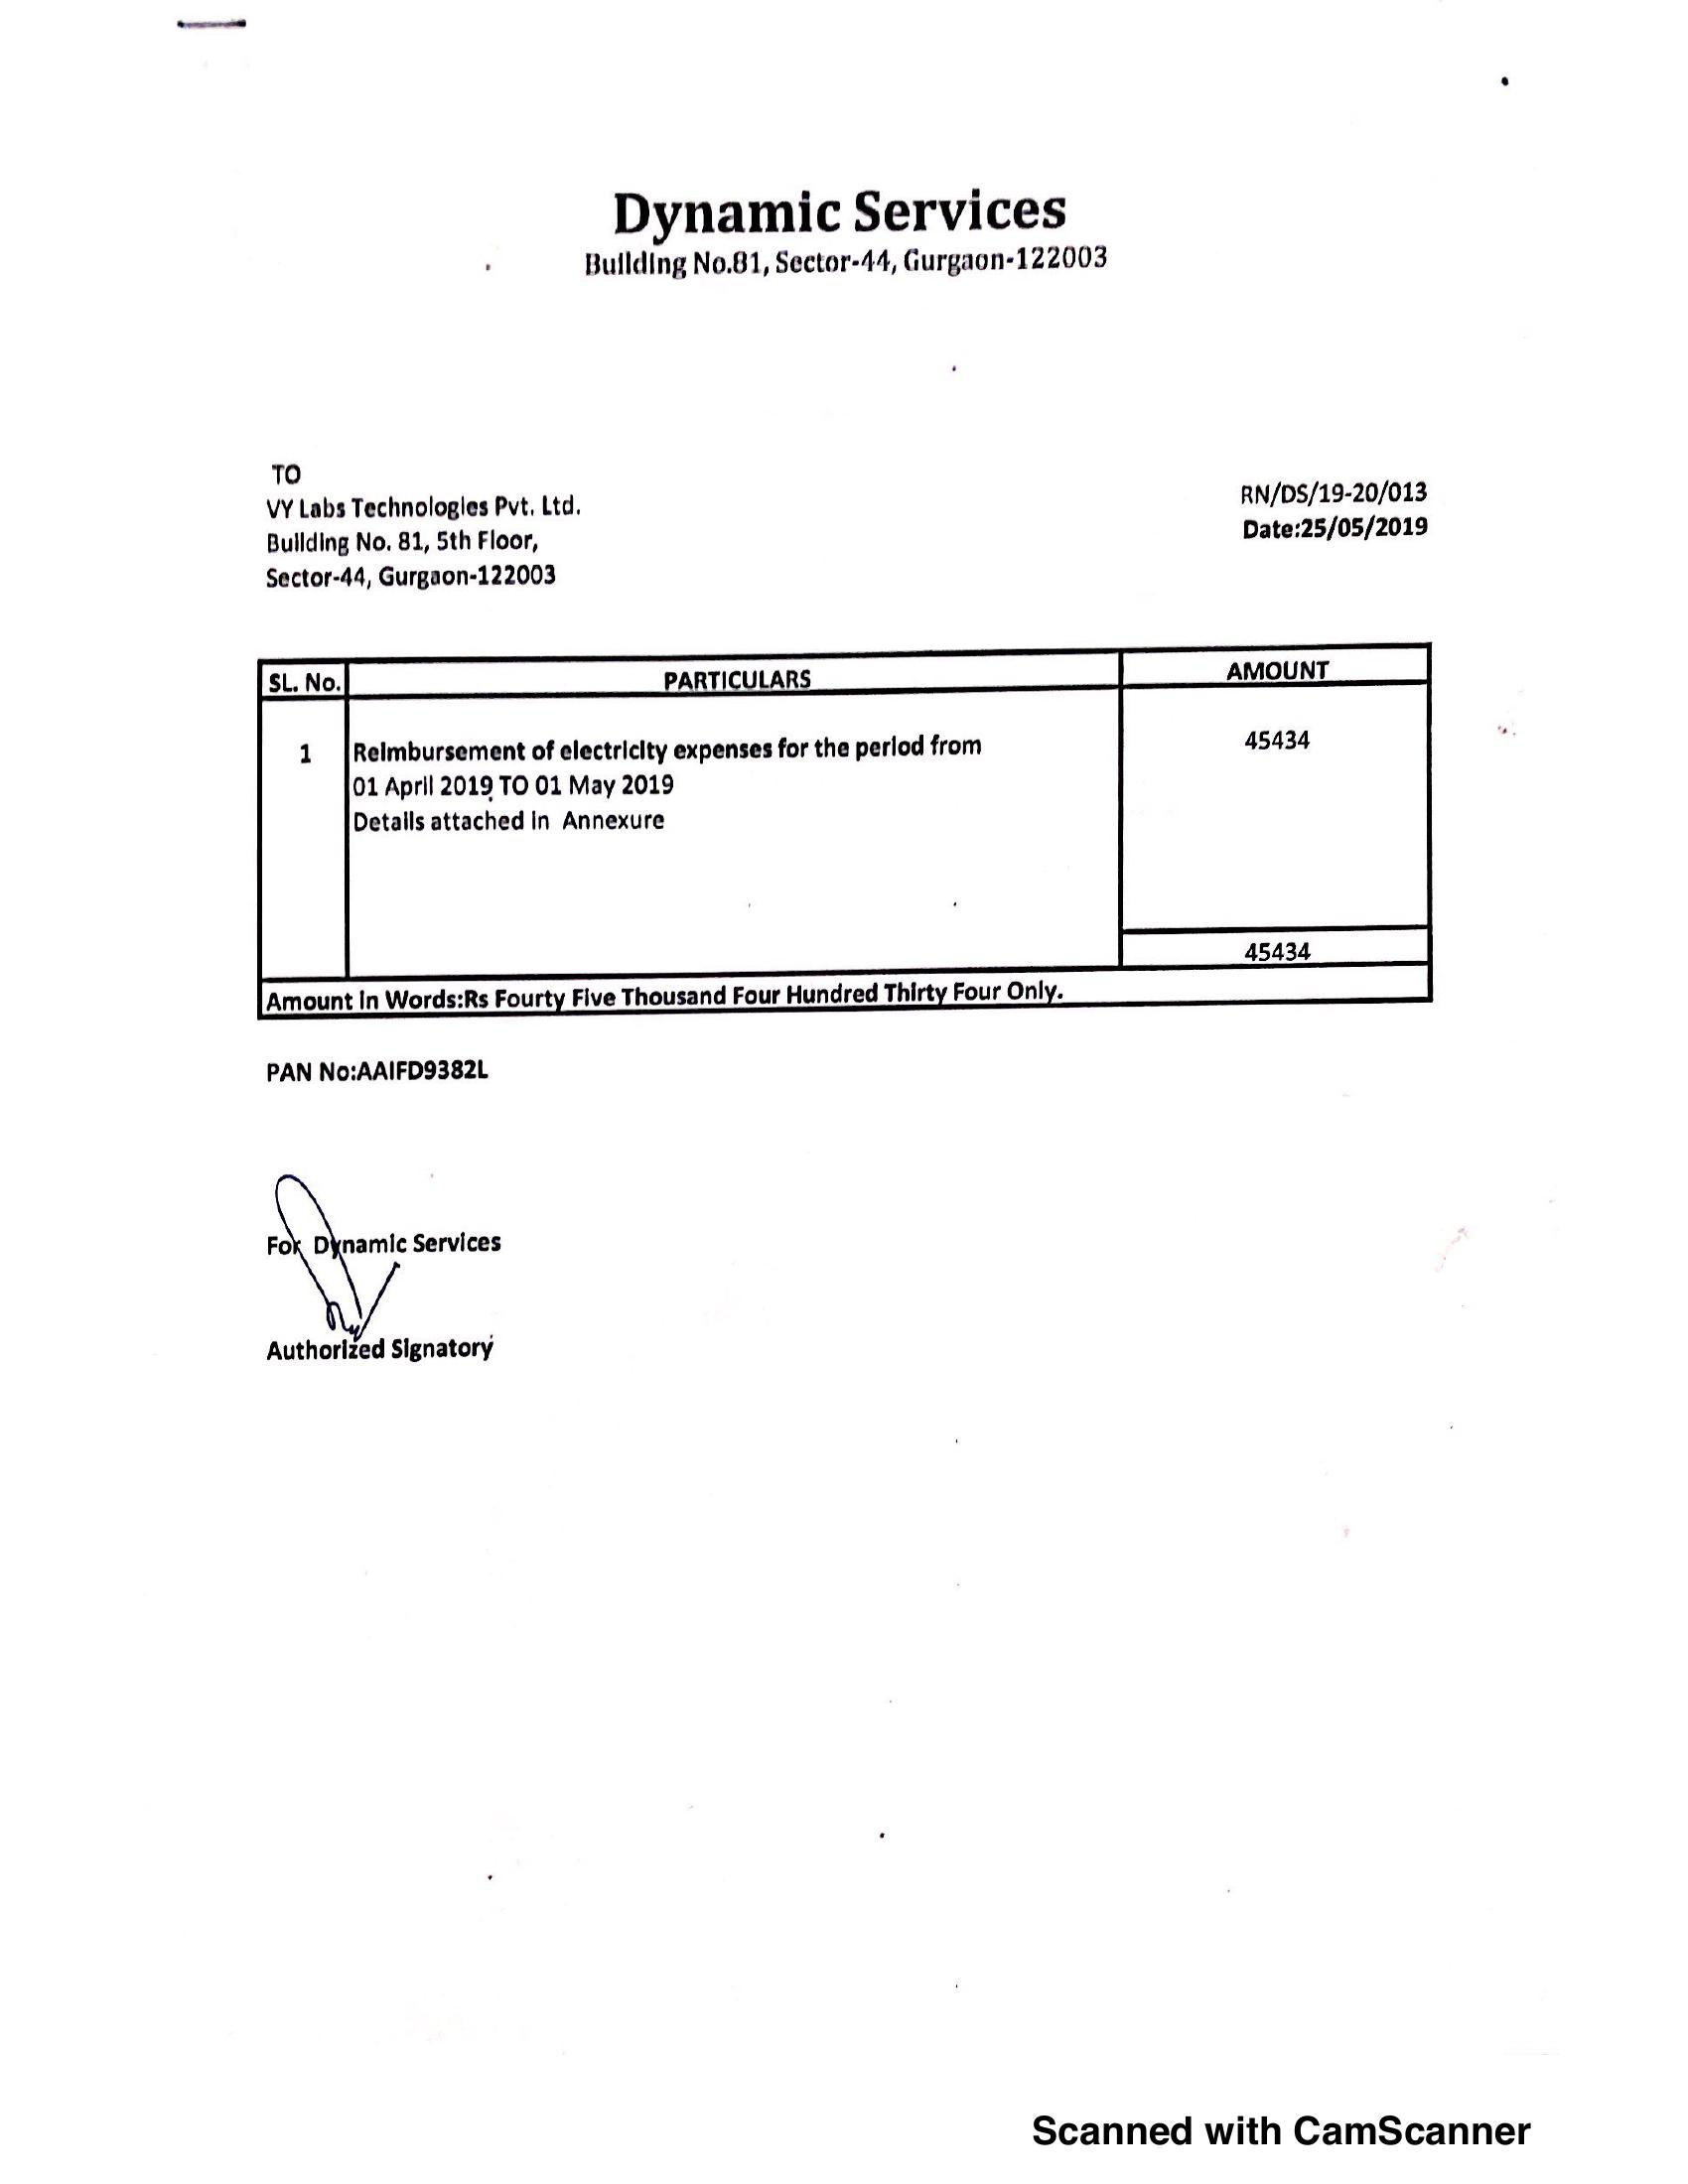 Dynamic Services
Building No.81, Sector-44, Gurgaon-122003
TO
VY Labs Technologies Pvt. Ltd.
Building No. 81, 5th Floor,
Sector-44, Gurgaon-122003
RN/DS/19-20/013
Date:25/05/2019
SL. No. PARTICULARS AMOUNT
1 Reimbursement of electricity expenses for the period from 45434
01 April 2019 TO 01 May 2019
Details attached in Annexure
45434
Amount in Words:Rs Fourty Five Thousand Four Hundred Thirty Four Only.
PAN No:AAIFD9382L
For Dynamic Services
Authorized Signatory
Scanned with CamScanner